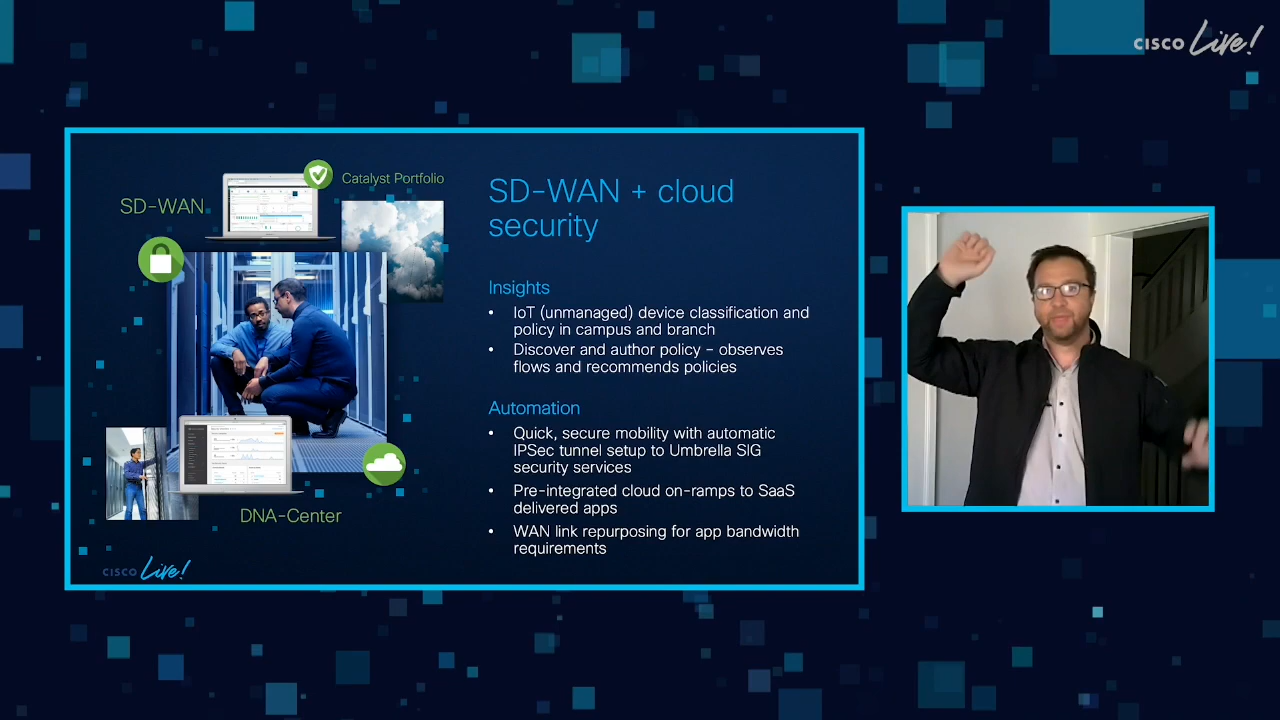 CISCO Live!
SD-WAN
Catalyst Portfolio
DNA-Center
CISCO Live!
SD-WAN + cloud
security
Insights
• IoT (unmanaged) device classification and
policy in campus and branch
• Discover and author policy – observes
flows and recommends policies
Automation
Quick, secure mobility with automatic
IPSec tunnel setup to Umbrella SIG
security services
• Pre-integrated cloud on-ramps to SaaS
delivered apps
• WAN link repurposing for app bandwidth
requirements